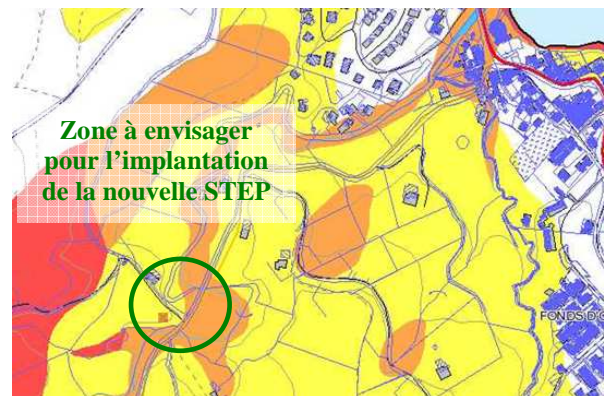 Zone à envisager
pour l'implantation
de la nouvelle STEP
FONDS D'